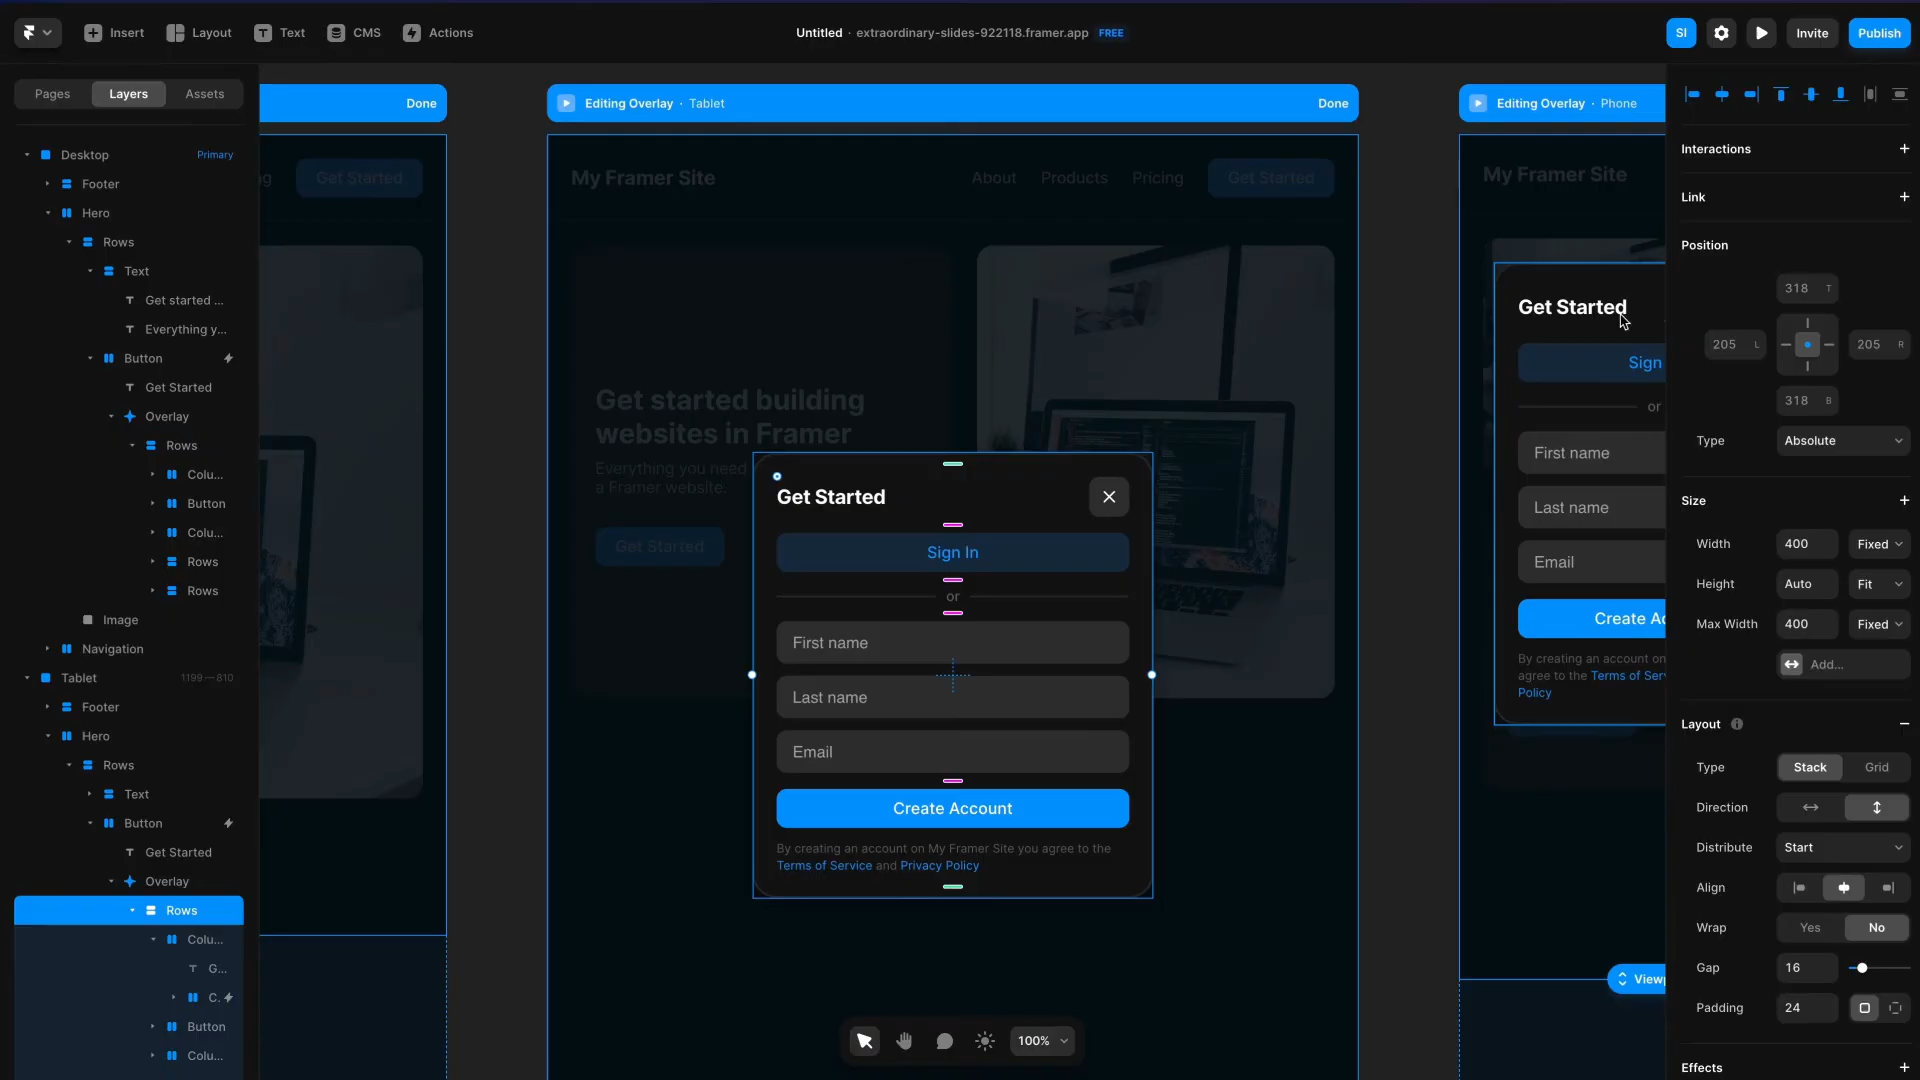 Insert
Layout
Text
CMS
Actions
Untitled · extraordinary-slides-922118.framer.app FREE
SI
Invite
Publish
Pages
Layers
Assets
Desktop
Primary
Footer
Hero
Rows
Text
Get started ...
Everything y...
Button
Get Started
Overlay
Rows
Colu...
Button
Colu...
Rows
Rows
Image
Navigation
Tablet
1199—810
Footer
Hero
Rows
Text
Button
Get Started
Overlay
Rows
Colu...
G...
C.
Button
Colu...
Done
Get Started
Editing Overlay · Tablet
Done
My Framer Site
About
Products
Pricing
Get Started
Get started building
websites in Framer
Everything you need
a Framer website.
Get Started
Get Started
Sign In
or
First name
Last name
Email
Create Account
By creating an account on My Framer Site you agree to the
Terms of Service and Privacy Policy
100%
Editing Overlay · Phone
My Framer Site
Get Started
Sign
or
First name
Last name
Email
Create Ac
By creating an account on
agree to the Terms of Serv
Policy
Viewp
Interactions
Link
Position
318 T
205 L
205 R
318 B
Type
Absolute
Size
Width
400
Fixed
Height
Auto
Fit
Max Width
400
Fixed
Add...
Layout
Type
Stack
Grid
Direction
Distribute
Start
Align
Wrap
Yes
No
Gap
16
Padding
24
Effects